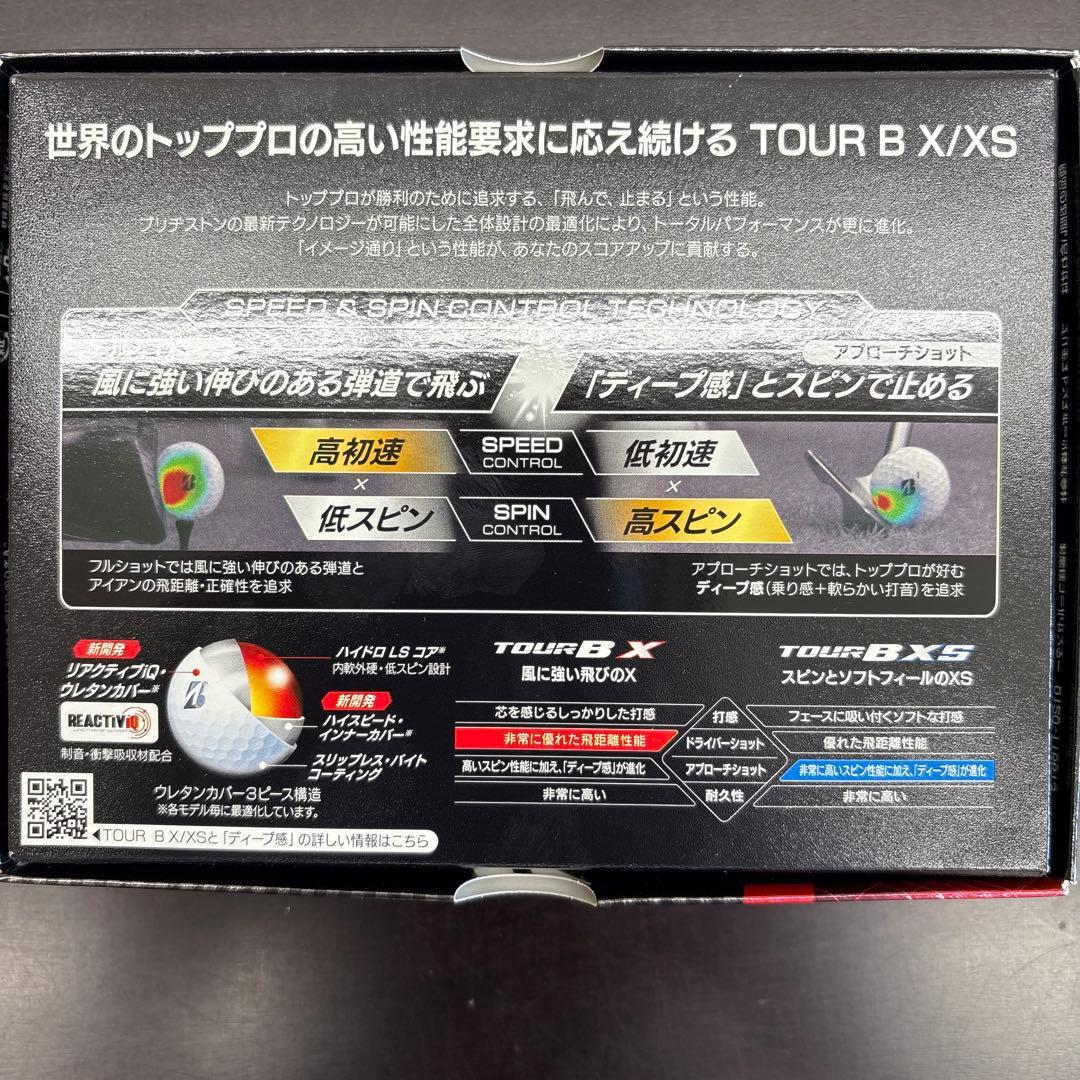 世界のトッププロの高い性能要求に応え続ける TOUR B X/XS
トッププロが勝利のために追求する、「飛んで、止まる」という性能。
ブリヂストンの最新テクノロジーが可能にした全体設計の最適化により、トータルパフォーマンスが更に進化。
「イメージ通り」という性能が、あなたのスコアアップに貢献する。
SPEED & SPIN CONTROL TECHNOLOGY
フルショット
風に強い伸びのある弾道で飛ぶ
アプローチショット
「ディープ感」とスピンで止める
高初速
SPEED
CONTROL
低初速
×
×
低スピン
SPIN
CONTROL
高スピン
フルショットでは風に強い伸びのある弾道と
アイアンの飛距離・正確性を追求
アプローチショットでは、トッププロが好む
ディープ感(乗り感+軟らかい打音)を追求
新開発
リアクティブiQ・
ウレタンカバー※
REACTIV iQ
制音・衝撃吸収材配合
B
ハイドロ LS コア※
内軟外硬・低スピン設計
新開発
ハイスピード・
インナーカバー※
スリップレス・バイト
コーティング
ウレタンカバー3ピース構造
※各モデル毎に最適化しています。
TOUR B X/XSと「ディープ感」の詳しい情報はこちら
TOUR B X
風に強い飛びのX
TOUR B XS
スピンとソフトフィールのXS
芯を感じるしっかりした打感
打感
フェースに吸い付くソフトな打感
非常に優れた飛距離性能
ドライバーショット
優れた飛距離性能
高いスピン性能に加え、「ディープ感」が進化
アプローチショット
非常に高いスピン性能に加え、「ディープ感」が進化
非常に高い
耐久性
非常に高い